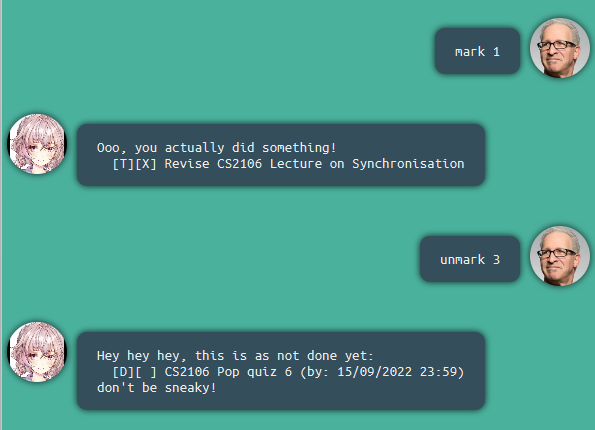 mark 1
Ooo, you actually did something!
[T][X] Revise CS2106 Lecture on Synchronisation
unmark 3
Hey hey hey, this is as not done yet:
[D][ ] CS2106 Pop quiz 6 (by: 15/09/2022 23:59)
don't be sneaky!